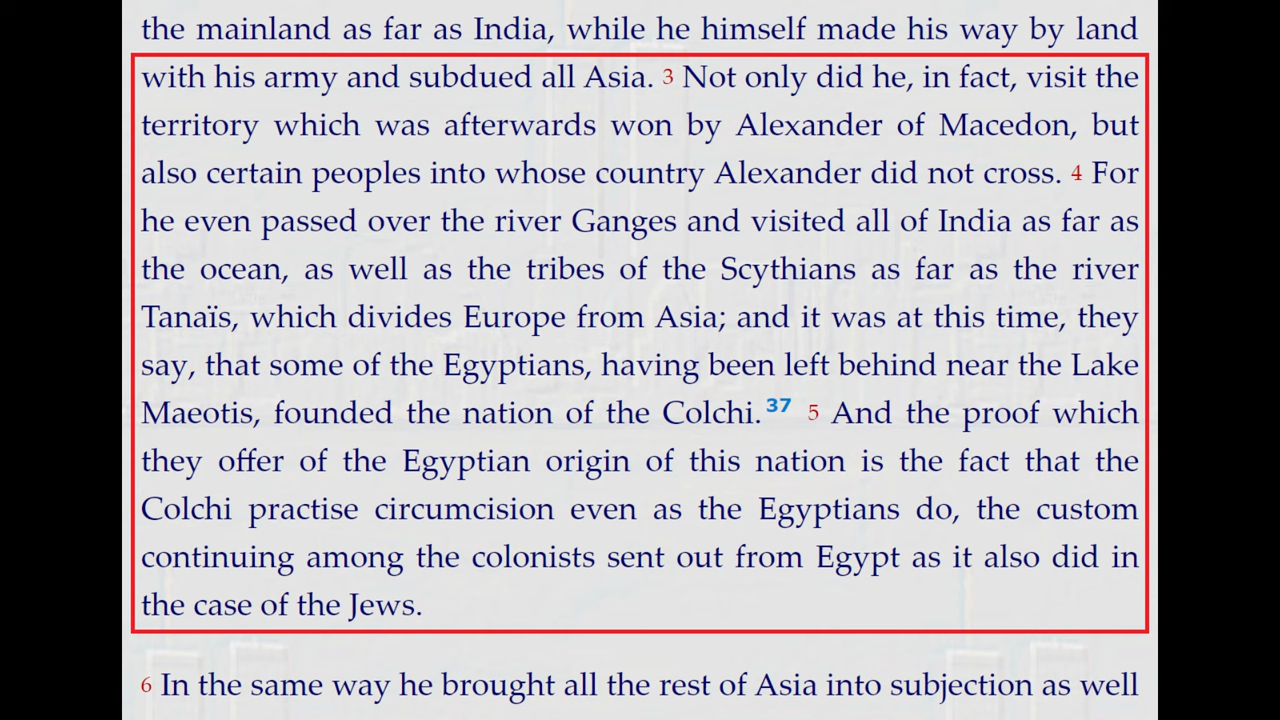 the mainland as far as India, while he himself made his way by land
with his army and subdued all Asia. 3 Not only did he, in fact, visit the
territory which was afterwards won by Alexander of Macedon, but
also certain peoples into whose country Alexander did not cross. 4 For
he even passed over the river Ganges and visited all of India as far as
the ocean, as well as the tribes of the Scythians as far as the river
Tanaïs, which divides Europe from Asia; and it was at this time, they
say, that some of the Egyptians, having been left behind near the Lake
Maeotis, founded the nation of the Colchi.37 5 And the proof which
they offer of the Egyptian origin of this nation is the fact that the
Colchi practise circumcision even as the Egyptians do, the custom
continuing among the colonists sent out from Egypt as it also did in
the case of the Jews.
6 In the same way he brought all the rest of Asia into subjection as well